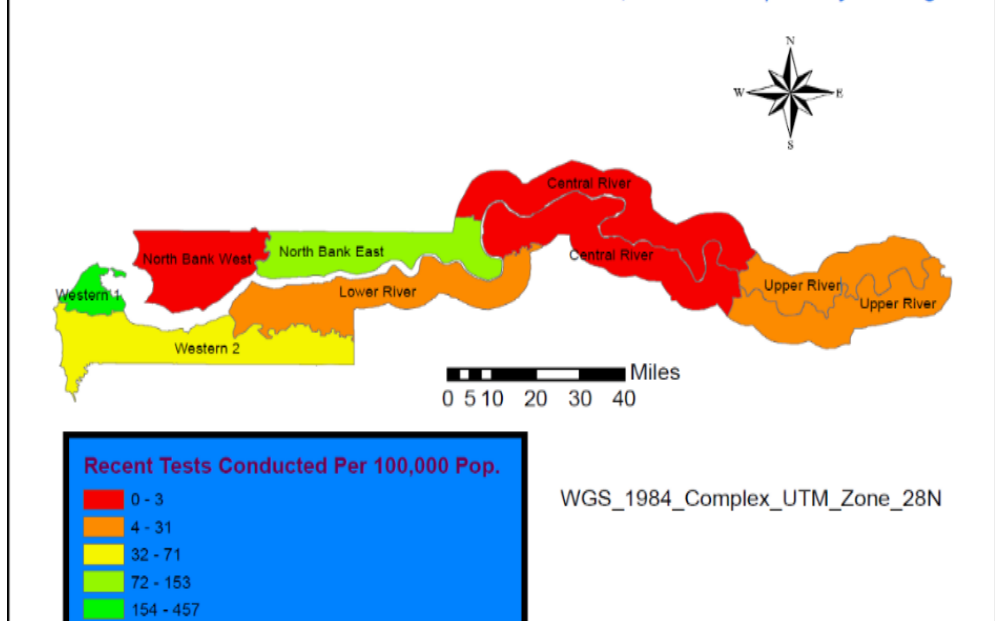 N
W E
S
Central River
North Bank West
North Bank East
Central River
Western 1
Lower River
Upper River
Upper River
Western 2
Miles
0 5 10 20 30 40
Recent Tests Conducted Per 100,000 Pop.
0 - 3
4 - 31
32 - 71
72 - 153
154 - 457
WGS_1984_Complex_UTM_Zone_28N